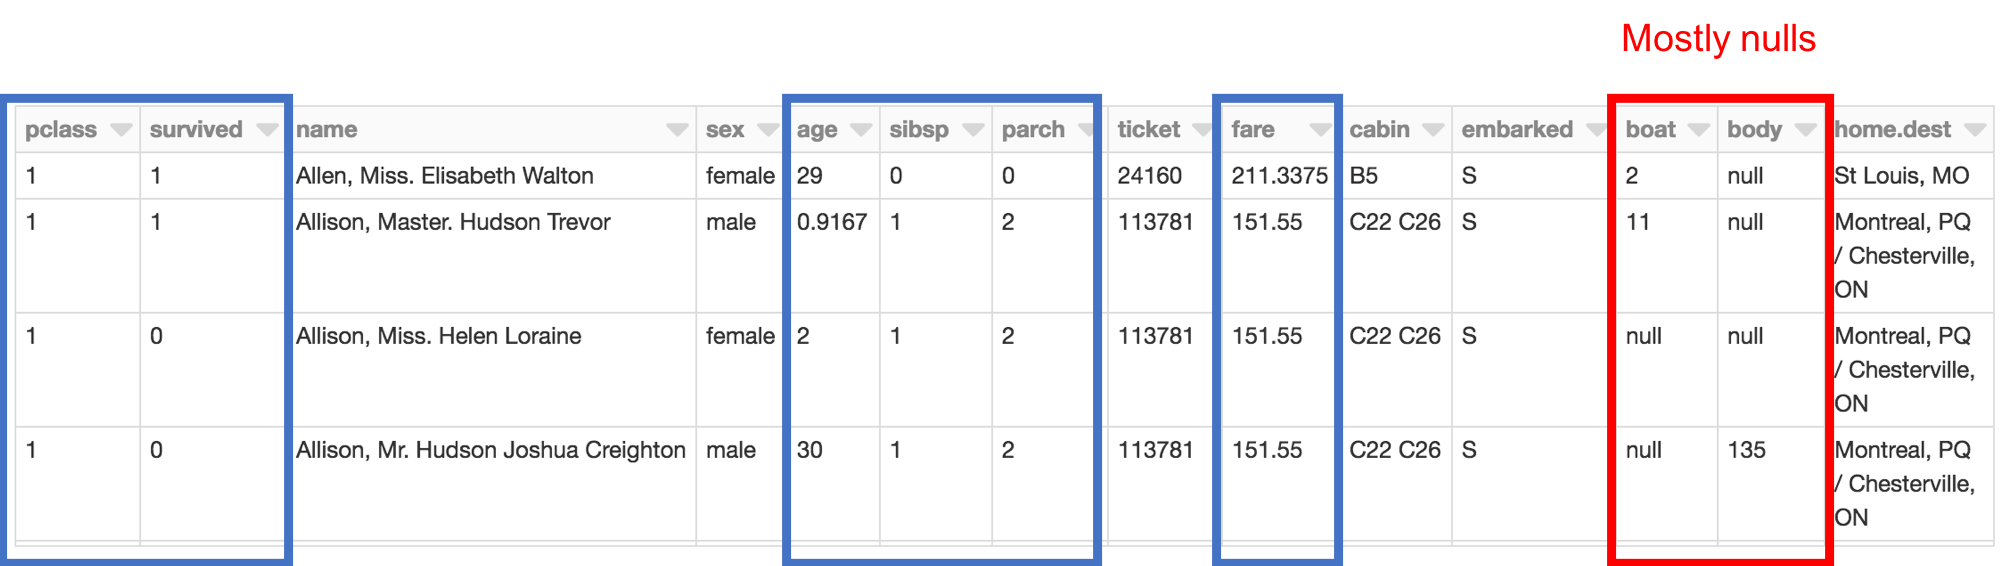 Mostly nulls
pclass survived name sex age sibsp parch ticket fare cabin embarked boat body home.dest
1 1 Allen, Miss. Elisabeth Walton female 29 0 0 24160 211.3375 B5 S 2 null St Louis, MO
1 1 Allison, Master. Hudson Trevor male 0.9167 1 2 113781 151.55 C22 C26 S 11 null Montreal, PQ
/ Chesterville,
ON
1 0 Allison, Miss. Helen Loraine female 2 1 2 113781 151.55 C22 C26 S null null Montreal, PQ
/ Chesterville,
ON
1 0 Allison, Mr. Hudson Joshua Creighton male 30 1 2 113781 151.55 C22 C26 S null 135 Montreal, PQ
/ Chesterville,
ON